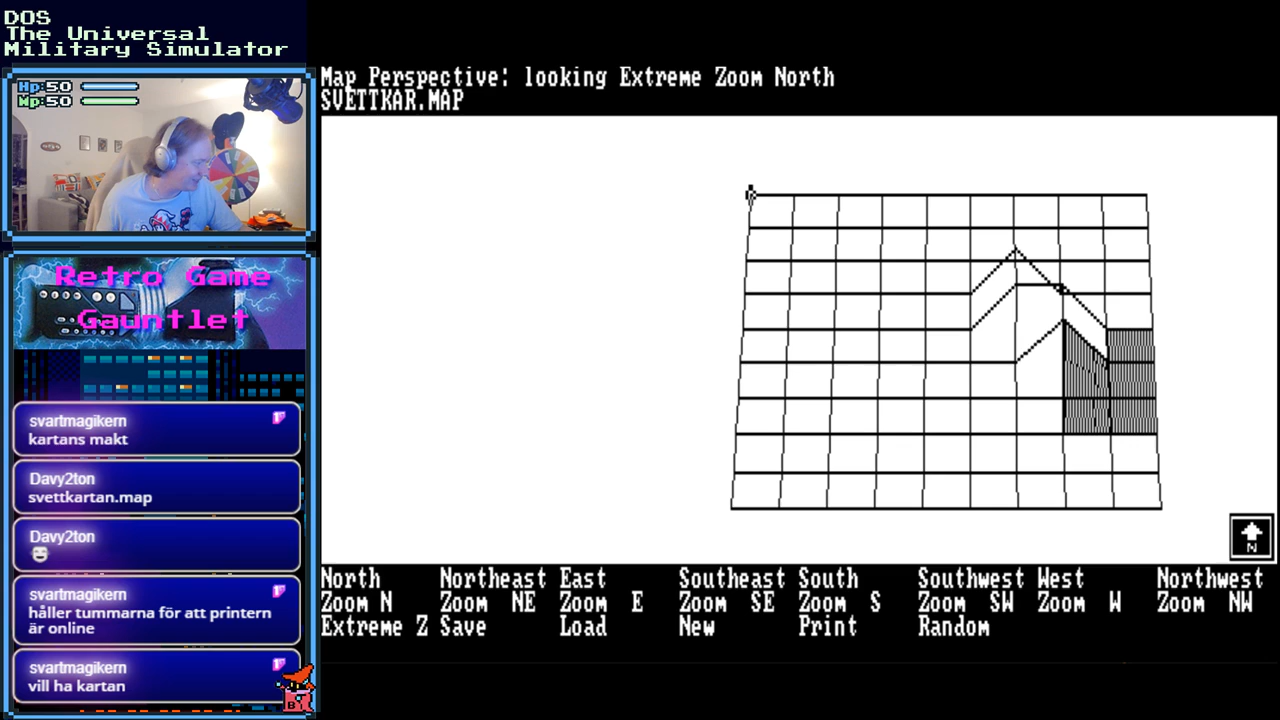 DOS
The Universal
Military Simulator
Hp:50
Mp:50
Retro Game
Gauntlet
svartmagikern
kartans makt
Davy2ton
svettkartan.map
Davy2ton
svartmagikern
håller tummarna för att printern
är online
svartmagikern
vill ha kartan
Map Perspective: looking Extreme Zoom North
SVETTKAR.MAP
N
North Northeast East Southeast South Southwest West Northwest
Zoom N Zoom NE Zoom E Zoom SE Zoom S Zoom SW Zoom W Zoom NW
Extreme Z Save Load New Print Random